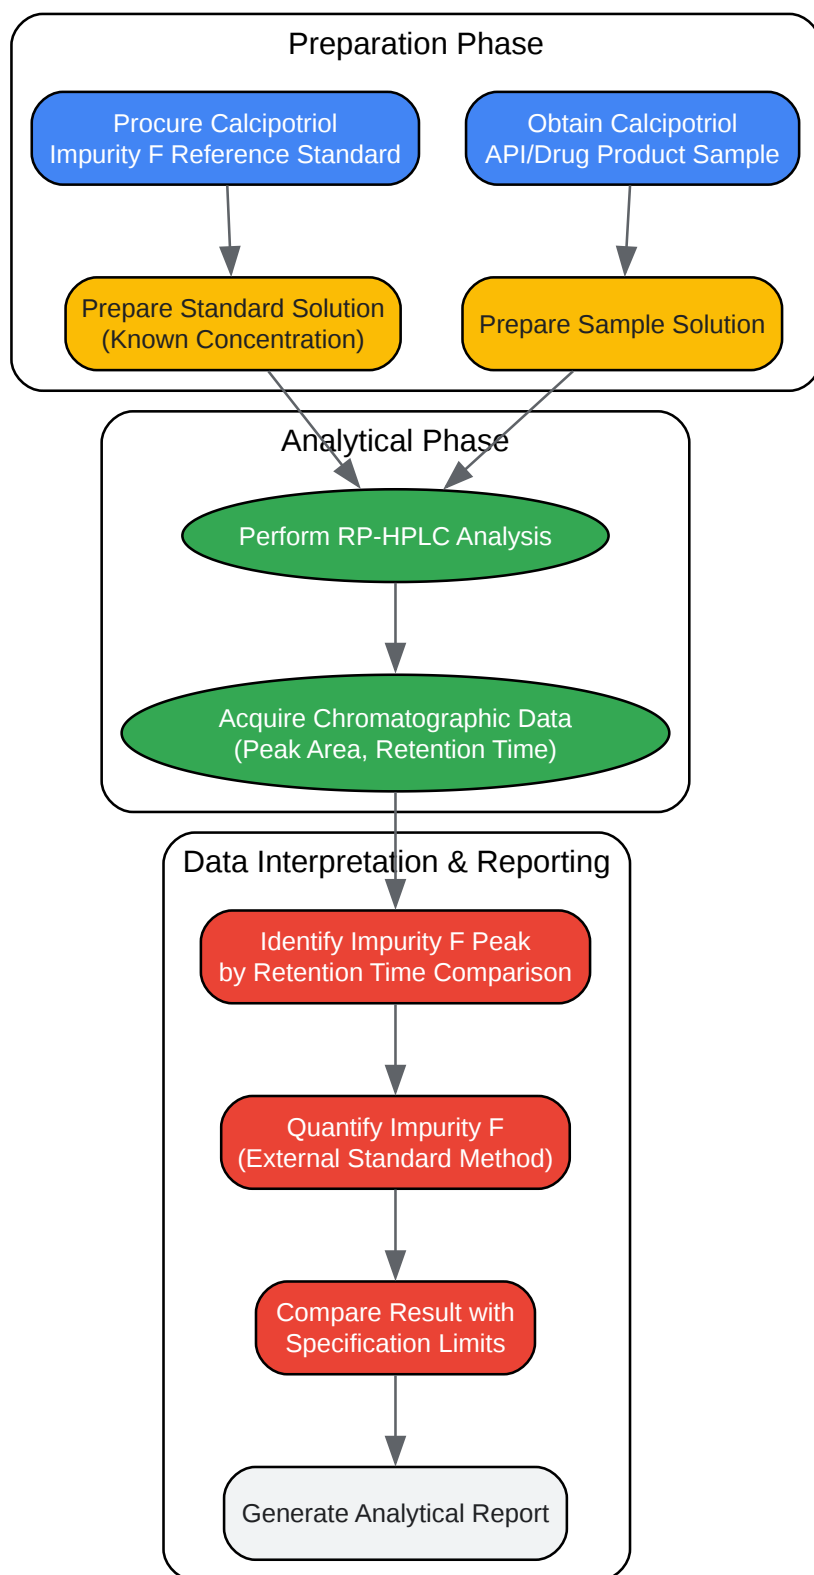 Preparation Phase
Procure Calcipotriol
Impurity F Reference Standard
Obtain Calcipotriol
API/Drug Product Sample
Prepare Standard Solution
(Known Concentration)
Prepare Sample Solution
Analytical Phase
Perform RP-HPLC Analysis
Acquire Chromatographic Data
(Peak Area, Retention Time)
Data Interpretation & Reporting
Identify Impurity F Peak
by Retention Time Comparison
Quantify Impurity F
(External Standard Method)
Compare Result with
Specification Limits
Generate Analytical Report